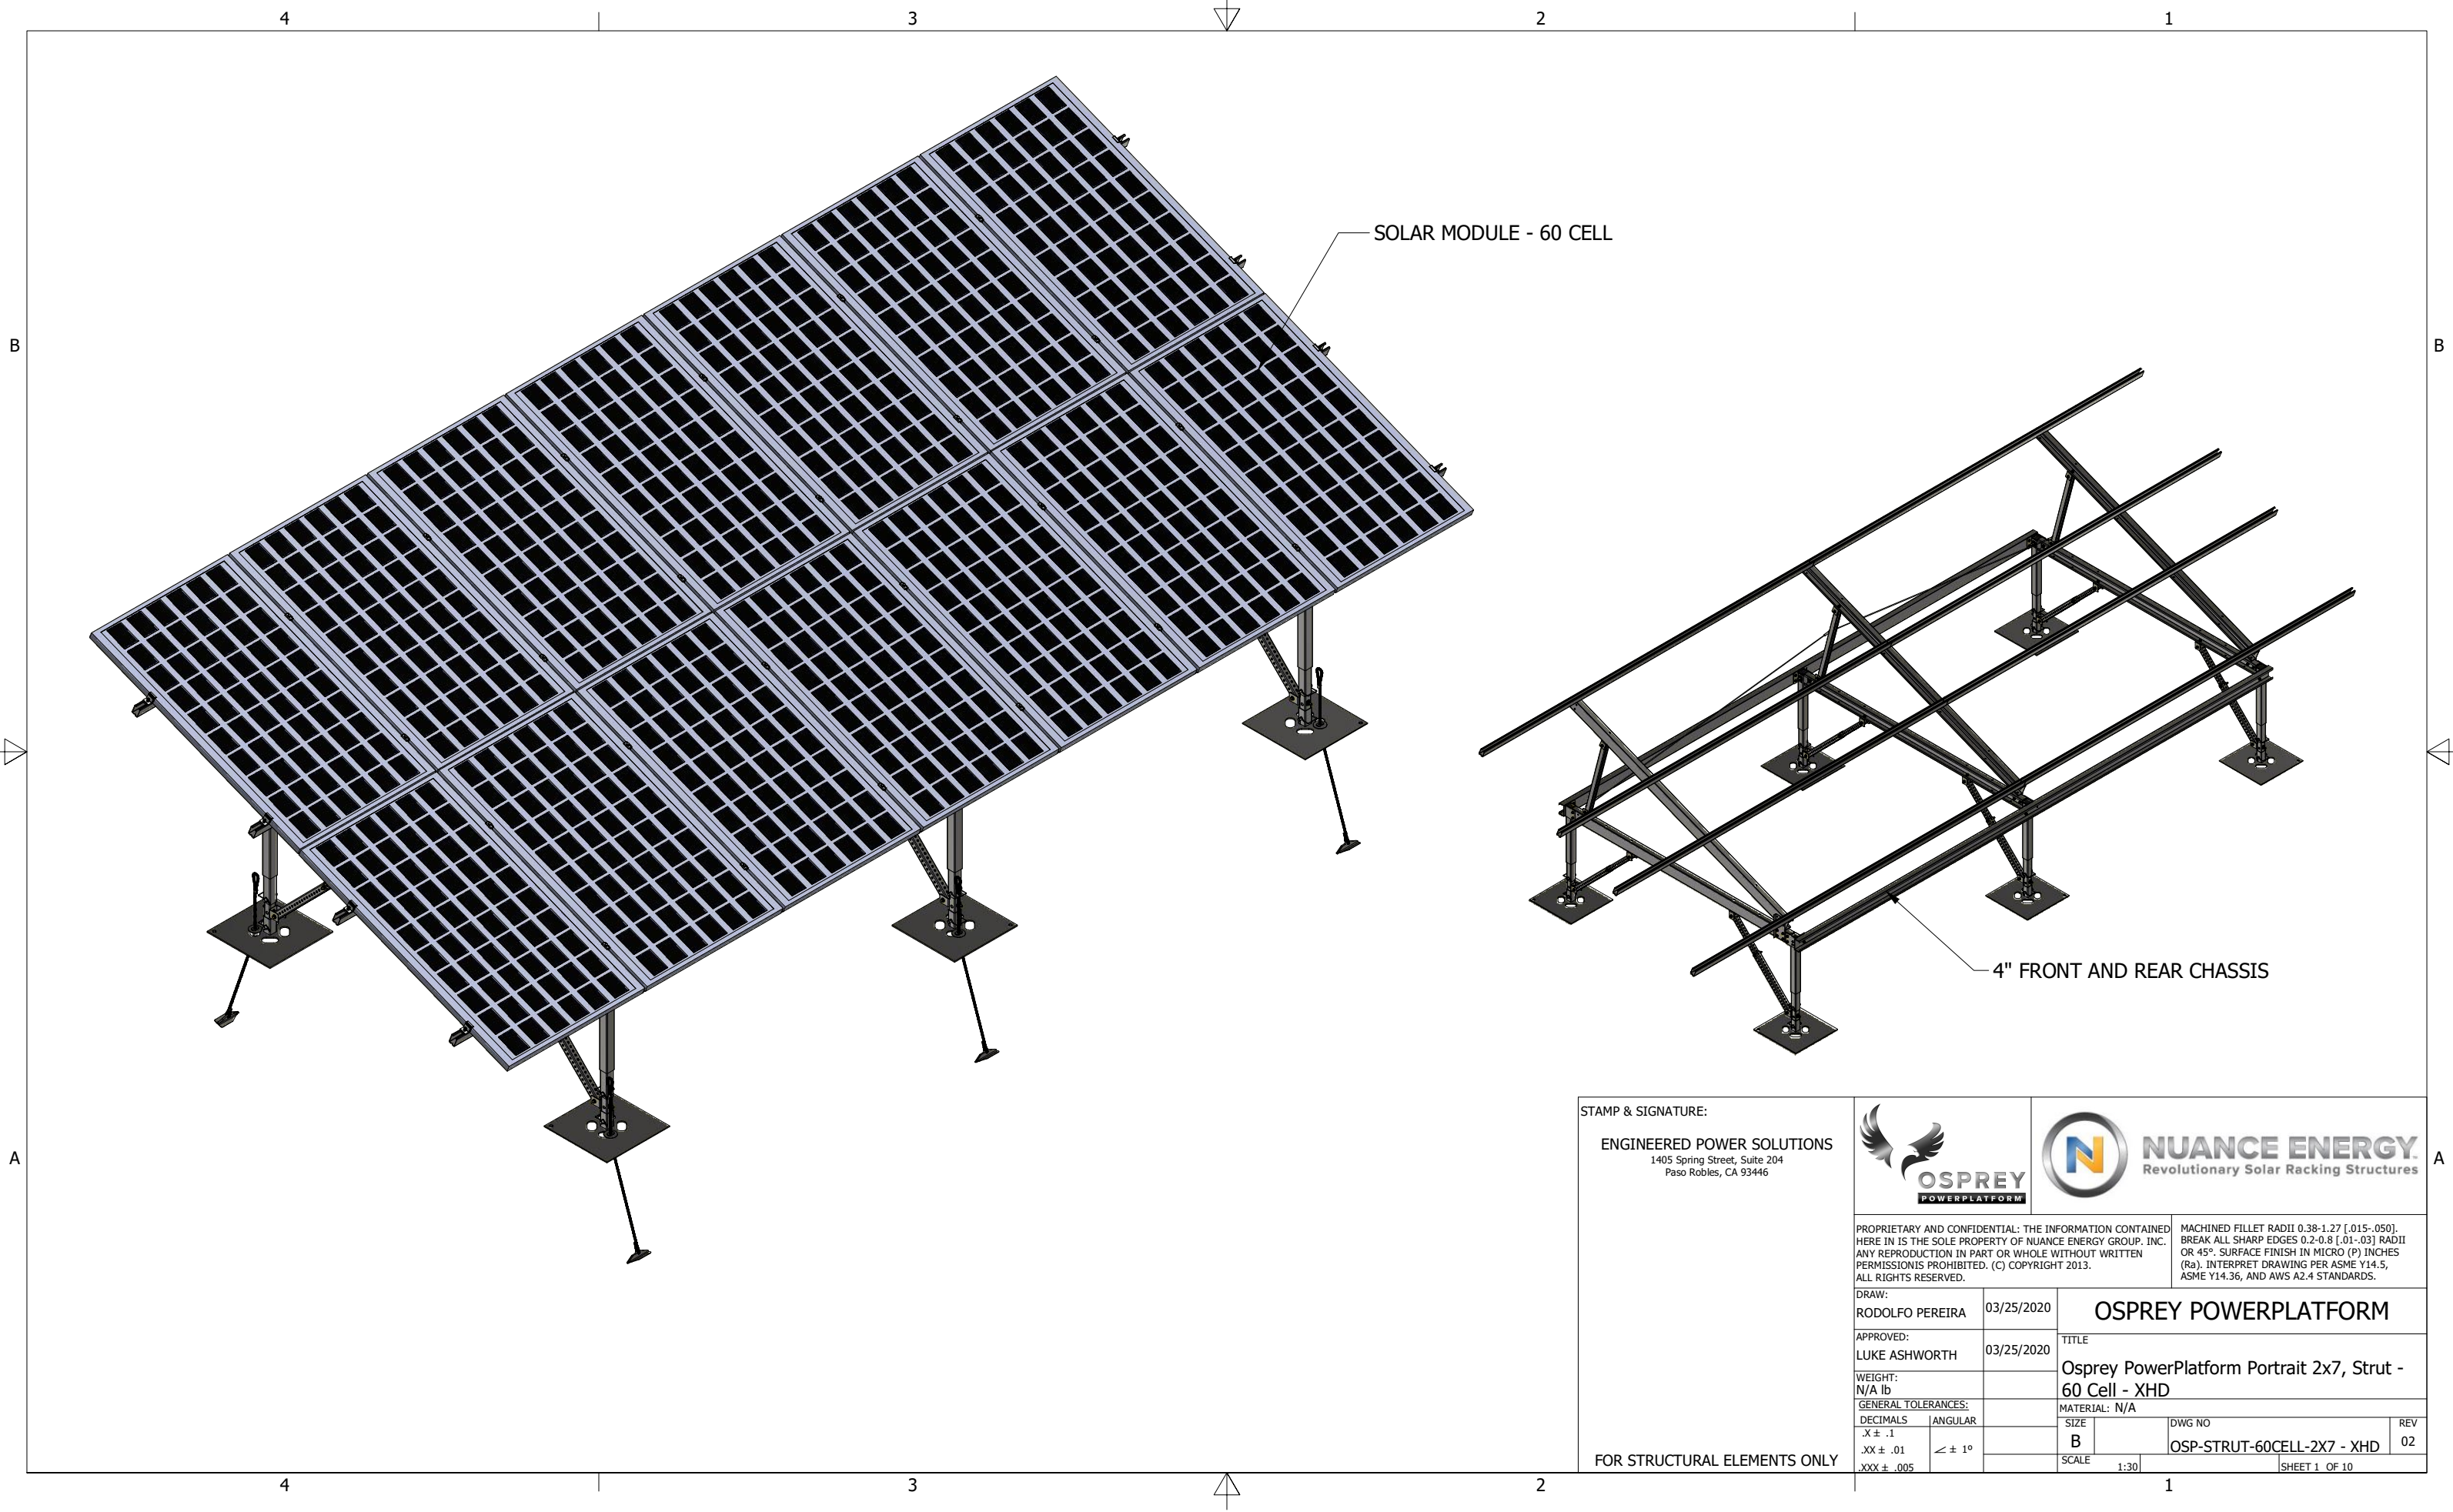 4 3 2 1
SOLAR MODULE - 60 CELL
B B
4" FRONT AND REAR CHASSIS
A A
STAMP & SIGNATURE:
ENGINEERED POWER SOLUTIONS
1405 Spring Street, Suite 204
Paso Robles, CA 93446
FOR STRUCTURAL ELEMENTS ONLY
OSPREY
POWERPLATFORM
N
NUANCE ENERGY
Revolutionary Solar Racking Structures
PROPRIETARY AND CONFIDENTIAL: THE INFORMATION CONTAINED
HERE IN IS THE SOLE PROPERTY OF NUANCE ENERGY GROUP. INC.
ANY REPRODUCTION IN PART OR WHOLE WITHOUT WRITTEN
PERMISSIONIS PROHIBITED. (C) COPYRIGHT 2013.
ALL RIGHTS RESERVED.
MACHINED FILLET RADII 0.38-1.27 [.015-.050].
BREAK ALL SHARP EDGES 0.2-0.8 [.01-.03] RADII
OR 45º. SURFACE FINISH IN MICRO (P) INCHES
(Ra). INTERPRET DRAWING PER ASME Y14.5,
ASME Y14.36, AND AWS A2.4 STANDARDS.
DRAW:
RODOLFO PEREIRA 03/25/2020
APPROVED:
LUKE ASHWORTH 03/25/2020
WEIGHT:
N/A lb
GENERAL TOLERANCES:
DECIMALS ANGULAR
.X ± .1
.XX ± .01 ∠ ± 1º
.XXX ± .005
OSPREY POWERPLATFORM
TITLE
Osprey PowerPlatform Portrait 2x7, Strut -
60 Cell - XHD
MATERIAL: N/A
SIZE DWG NO REV
B OSP-STRUT-60CELL-2X7 - XHD 02
SCALE 1:30 SHEET 1 OF 10
4 3 2 1